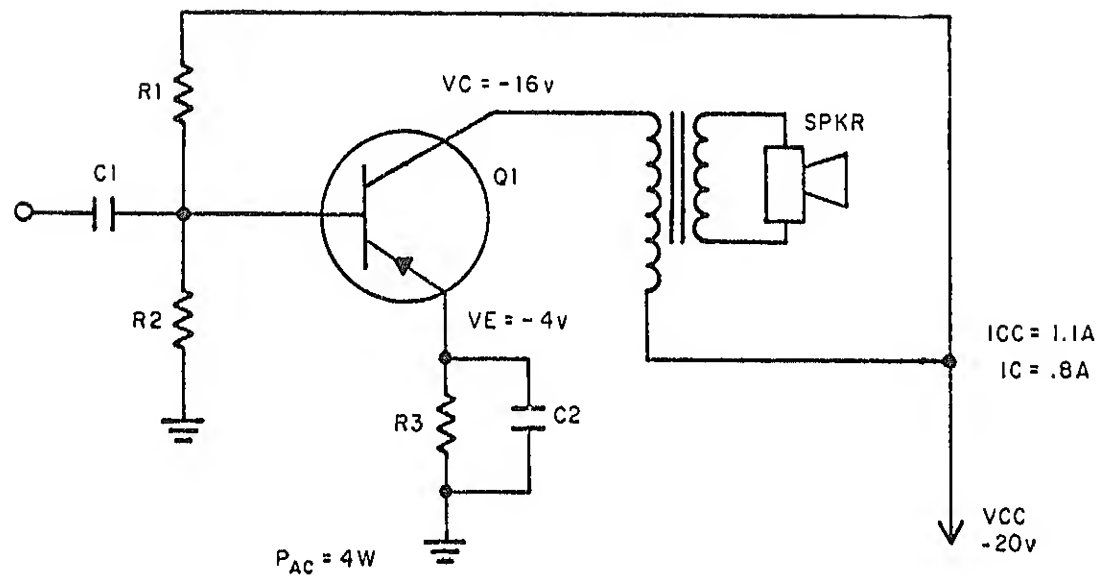 R1
VC = -16v
SPKR
C1
Q1
R2
VE = -4v
ICC = 1.1A
IC = .8A
R3
C2
VCC
-20v
PAC = 4W